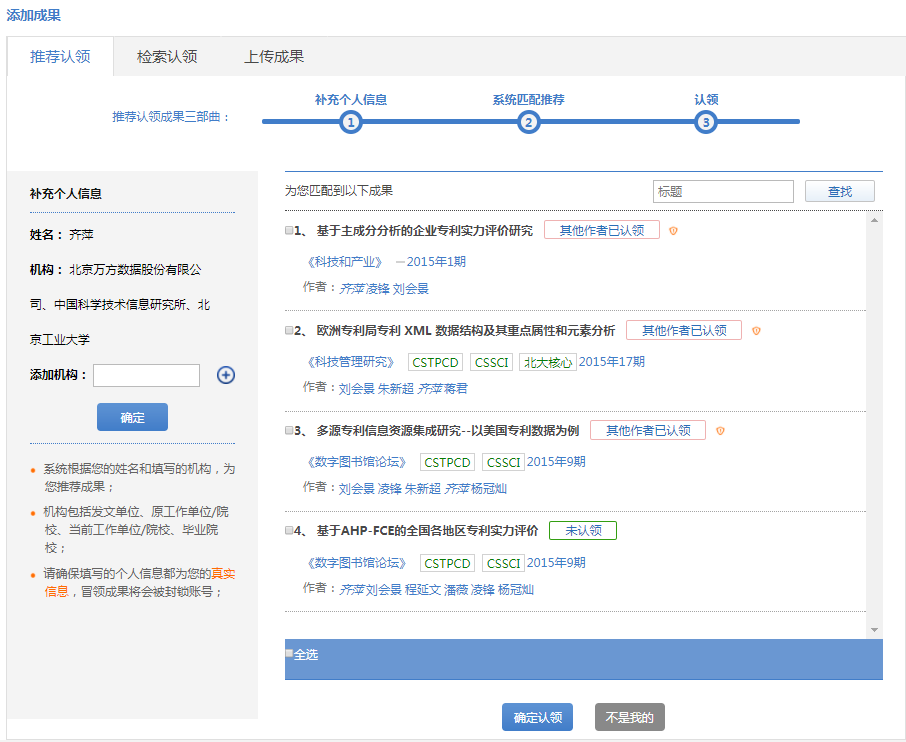 添加成果
推荐认领 检索认领 上传成果
补充个人信息 系统匹配推荐 认领
推荐认领成果三部曲： 1 2 3
补充个人信息
姓名： 齐萍
机构： 北京万方数据股份有限公
司、中国科学技术信息研究所、北
京工业大学
添加机构：
确定
系统根据您的姓名和填写的机构，为
您推荐成果；
机构包括发文单位、原工作单位/院
校、当前工作单位/院校、毕业院
校；
请确保填写的个人信息都为您的真实
信息，冒领成果将会被封锁账号；
为您匹配到以下成果 标题 查找
1、 基于主成分分析的企业专利实力评价研究 其他作者已认领
《科技和产业》 —2015年1期
作者：齐萍 凌锋 刘会景
2、 欧洲专利局专利 XML 数据结构及其重点属性和元素分析 其他作者已认领
《科技管理研究》 CSTPCD CSSCI 北大核心 2015年17期
作者：刘会景 朱新超 齐萍 蒋君
3、 多源专利信息资源集成研究--以美国专利数据为例 其他作者已认领
《数字图书馆论坛》 CSTPCD CSSCI 2015年9期
作者：刘会景 凌锋 朱新超 齐萍 杨冠灿
4、 基于AHP-FCE的全国各地区专利实力评价 未认领
《数字图书馆论坛》 CSTPCD CSSCI 2015年9期
作者：齐萍 刘会景 程延文 潘薇 凌锋 杨冠灿
全选
确定认领 不是我的